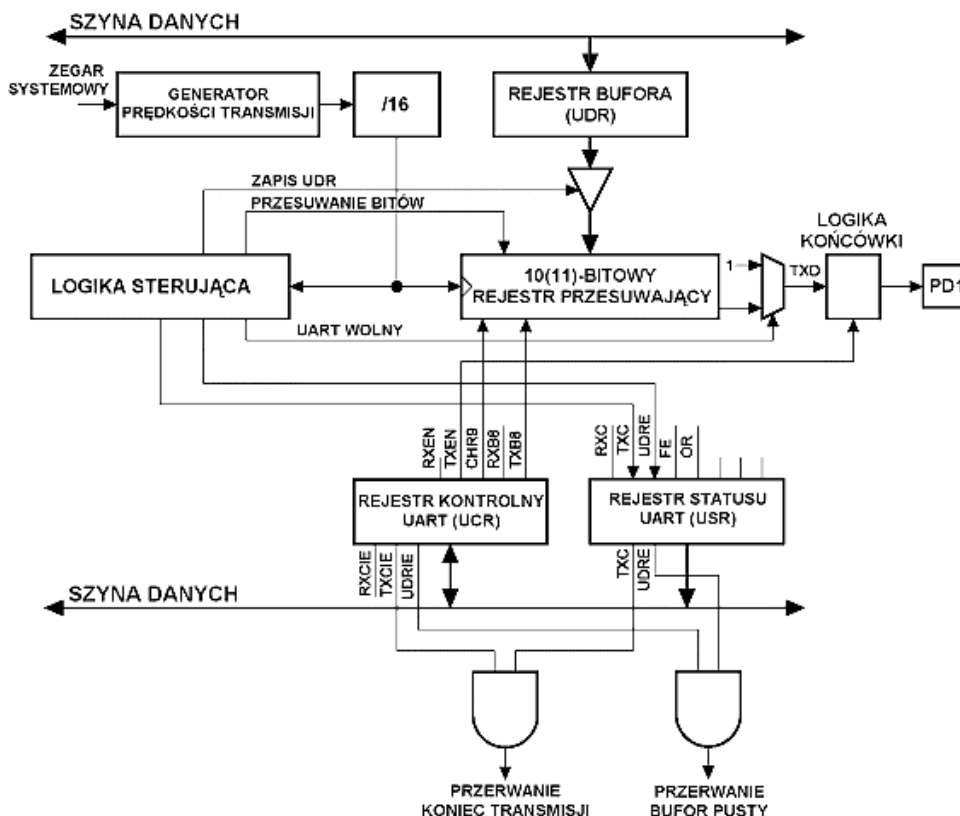 SZYNA DANYCH
ZEGAR
SYSTEMOWY
GENERATOR
PRĘDKOŚCI TRANSMISJI
/16
REJESTR BUFORA
(UDR)
ZAPIS UDR
PRZESUWANIE BITÓW
LOGIKA
KOŃCÓWKI
LOGIKA STERUJĄCA
10(11)-BITOWY
REJESTR PRZESUWAJĄCY
1
TXD
PD1
UART WOLNY
RXEN
TXEN
CHR9
RXB8
TXB8
RXC
TXC
UDRE
FE
OR
REJESTR KONTROLNY
UART (UCR)
REJESTR STATUSU
UART (USR)
RXCIE
TXCIE
UDRIE
TXC
UDRE
SZYNA DANYCH
PRZERWANIE
KONIEC TRANSMISJI
PRZERWANIE
BUFOR PUSTY